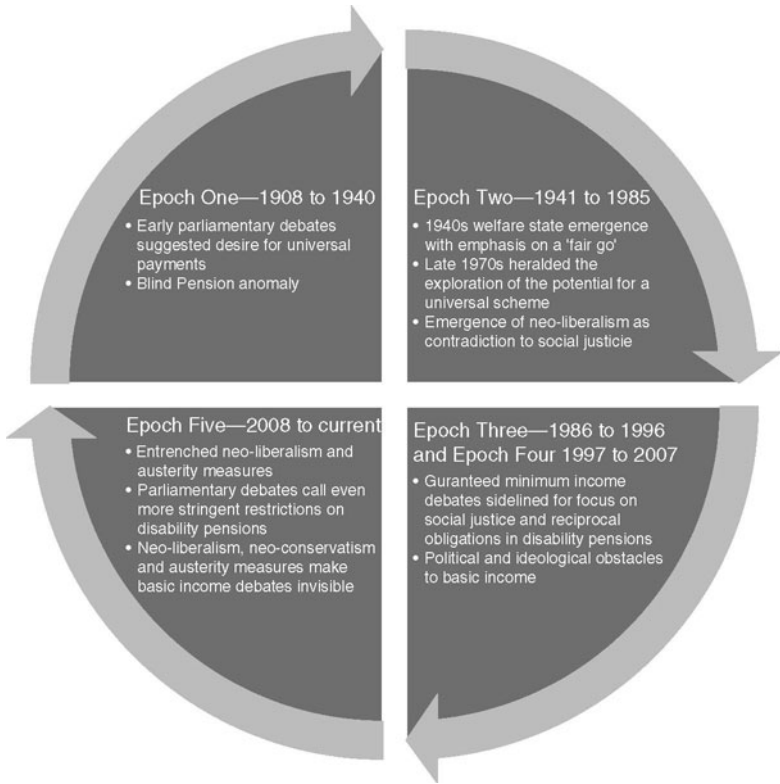 Epoch One—1908 to 1940
• Early parliamentary debates
suggested desire for universal
payments
• Blind Pension anomaly
Epoch Two—1941 to 1985
• 1940s welfare state emergence
with emphasis on a 'fair go'
• Late 1970s heralded the
exploration of the potential for a
universal scheme
• Emergence of neo-liberalism as
contradiction to social justicie
Epoch Three—1986 to 1996
and Epoch Four 1997 to 2007
• Guranteed minimum income
debates sidelined for focus on
social justice and reciprocal
obligations in disability pensions
• Political and ideological obstacles
to basic income
Epoch Five—2008 to current
• Entrenched neo-liberalism and
austerity measures
• Parliamentary debates call even
more stringent restrictions on
disability pensions
• Neo-liberalism, neo-conservatism
and austerity measures make
basic income debates invisible